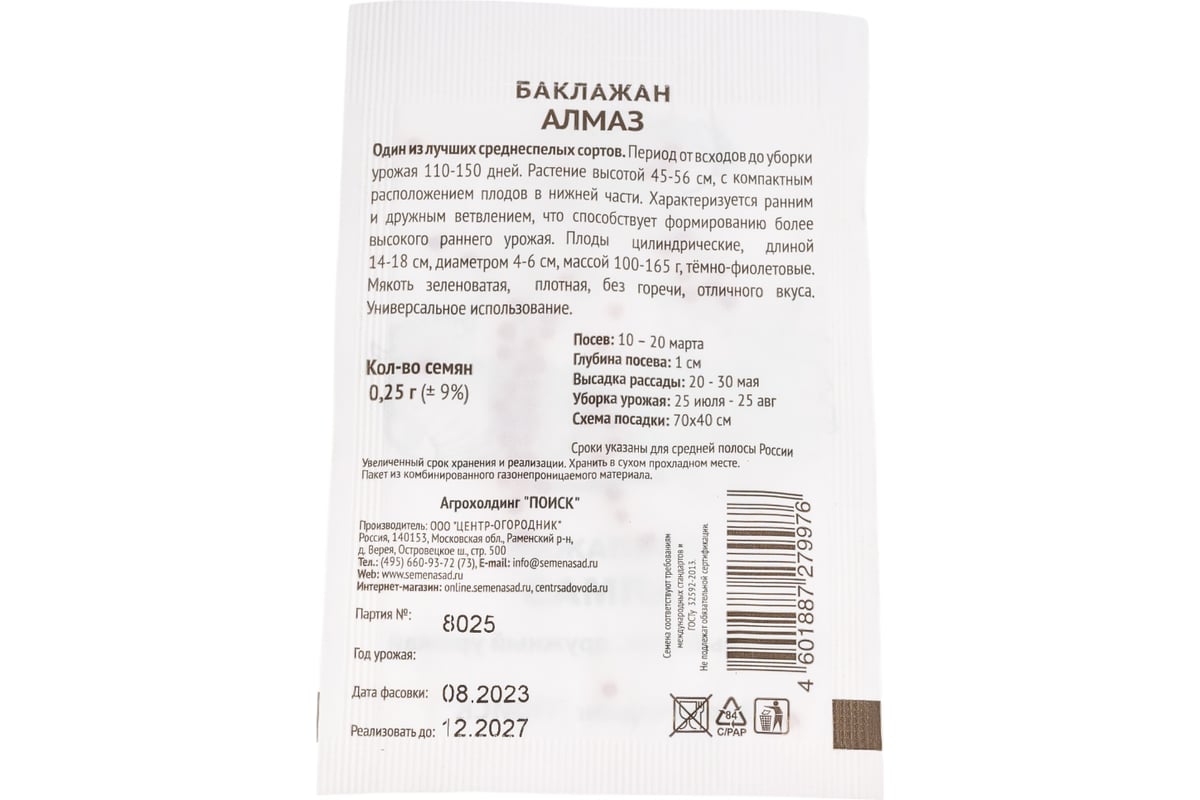 БАКЛАЖАН
АЛМАЗ
Один из лучших среднеспелых сортов. Период от всходов до уборки
урожая 110-150 дней. Растение высотой 45-56 см, с компактным
расположением плодов в нижней части. Характеризуется ранним
и дружным ветвлением, что способствует формированию более
высокого раннего урожая. Плоды цилиндрические, длиной
14-18 см, диаметром 4-6 см, массой 100-165 г, тёмно-фиолетовые.
Мякоть зеленоватая, плотная, без горечи, отличного вкуса.
Универсальное использование.
Кол-во семян
0,25 г (± 9%)
Посев: 10 – 20 марта
Глубина посева: 1 см
Высадка рассады: 20 - 30 мая
Уборка урожая: 25 июля - 25 авг
Схема посадки: 70х40 см
Сроки указаны для средней полосы России
Увеличенный срок хранения и реализации. Хранить в сухом прохладном месте.
Пакет из комбинированного газонепроницаемого материала.
Агрохолдинг "ПОИСК"
Производитель: ООО "ЦЕНТР-ОГОРОДНИК"
Россия, 140153, Московская обл., Раменский р-н,
д. Верея, Островецкое ш., стр. 500
Тел.: (495) 660-93-72 (73), E-mail: info@semenasad.ru
Web: www.semenasad.ru
Интернет-магазин: online.semenasad.ru, centrsadovoda.ru
Партия №: 8025
Год урожая:
Дата фасовки: 08.2023
Реализовать до: 12.2027
Семена соответствуют требованиям
международных стандартов и
ГОСТу 32592-2013.
Не подлежат обязательной сертификации.
4 601887 279976
84
C/PAP